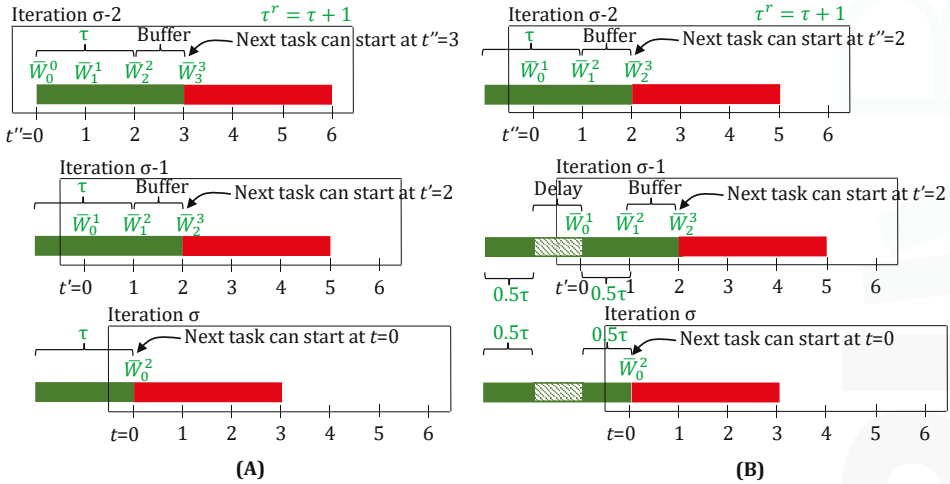 Iteration σ-2
τ^r = τ + 1
τ
Buffer
Next task can start at t''=3
W̅_0^0 W̅_1^1 W̅_2^2 W̅_3^3
t''=0 1 2 3 4 5 6
Iteration σ-1
τ
Buffer
Next task can start at t'=2
W̅_0^1 W̅_1^2 W̅_2^3
t'=0 1 2 3 4 5 6
Iteration σ
τ
Next task can start at t=0
W̅_0^2
t=0 1 2 3 4 5 6
(A)
Iteration σ-2
τ^r = τ + 1
τ
Buffer
Next task can start at t''=2
W̅_0^1 W̅_1^2 W̅_2^3
t''=0 1 2 3 4 5 6
Iteration σ-1
Delay
Buffer
Next task can start at t'=2
W̅_0^1 W̅_1^2 W̅_2^3
t'=0 1 2 3 4 5 6
0.5τ 0.5τ
Iteration σ
0.5τ 0.5τ
Next task can start at t=0
W̅_0^2
t=0 1 2 3 4 5 6
(B)